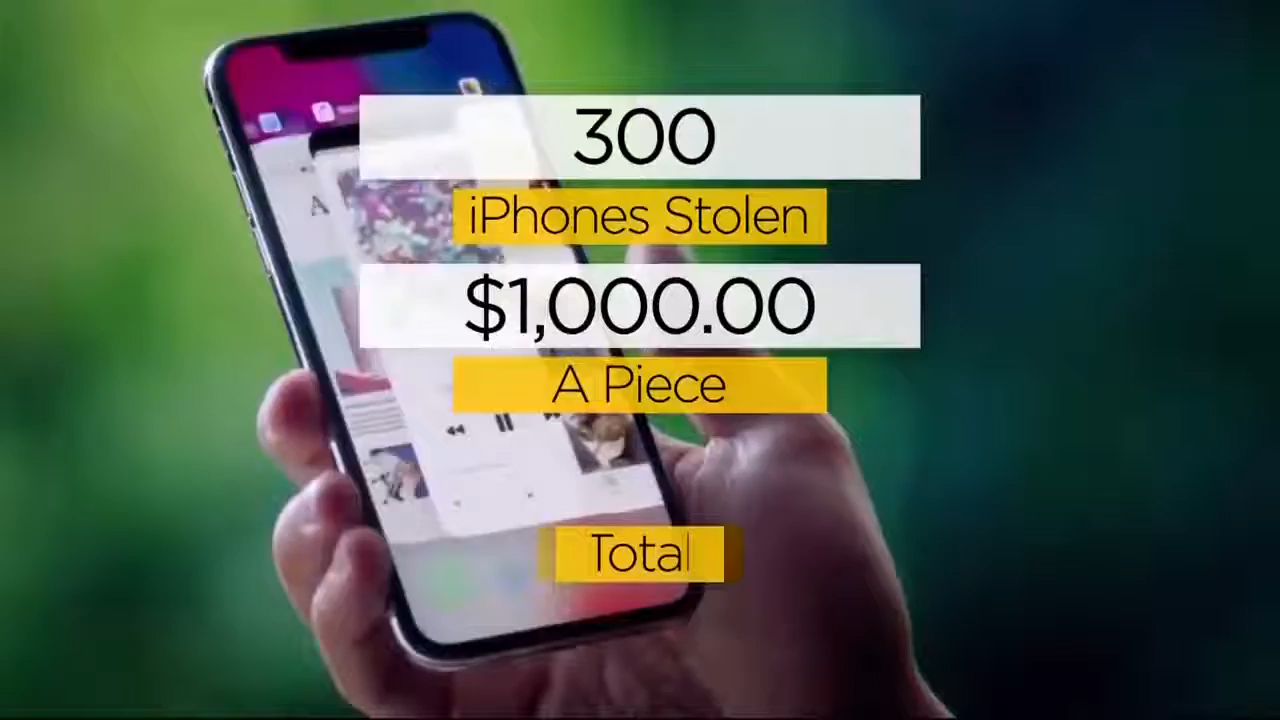 300
iPhones Stolen
$1,000.00
A Piece
Total
A